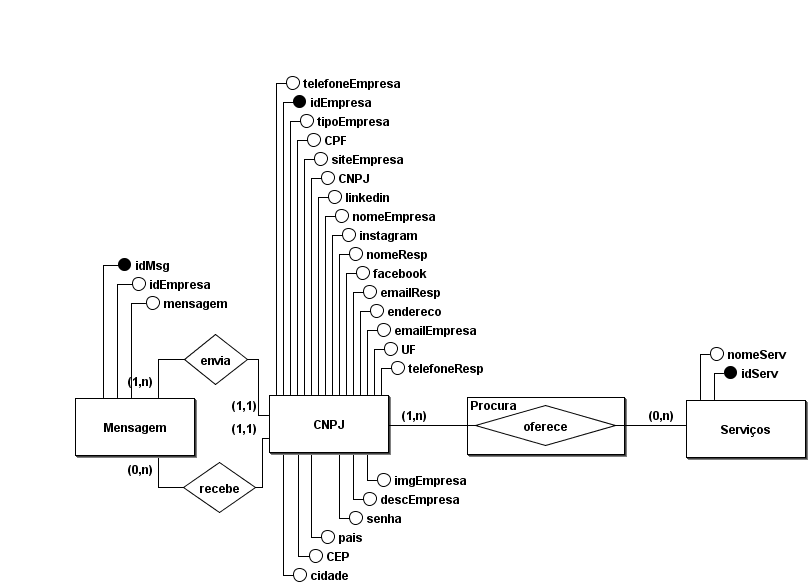 telefoneEmpresa
idEmpresa
tipoEmpresa
CPF
siteEmpresa
CNPJ
linkedin
nomeEmpresa
instagram
nomeResp
facebook
emailResp
endereco
emailEmpresa
UF
telefoneResp
idMsg
idEmpresa
mensagem
envia
(1,n)
(1,1)
(1,1)
Mensagem
(0,n)
recebe
CNPJ
(1,n)
Procura
oferece
(0,n)
nomeServ
idServ
Serviços
imgEmpresa
descEmpresa
senha
pais
CEP
cidade